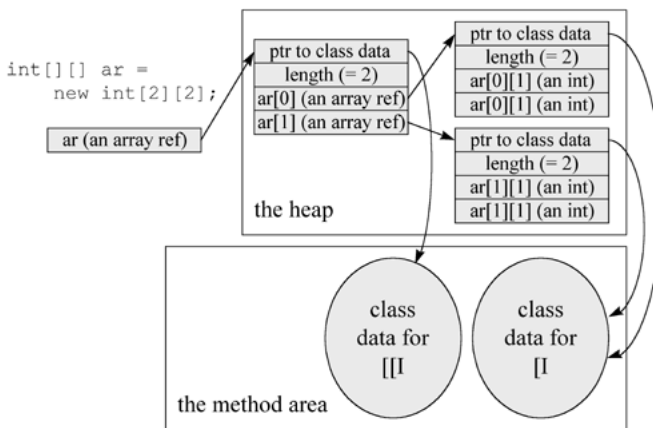 int[][] ar =
new int[2][2];
ar (an array ref)
ptr to class data
length (= 2)
ar[0] (an array ref)
ar[1] (an array ref)
ptr to class data
length (= 2)
ar[0][1] (an int)
ar[0][1] (an int)
ptr to class data
length (= 2)
ar[1][1] (an int)
ar[1][1] (an int)
the heap
class
data for
[[I
class
data for
[I
the method area